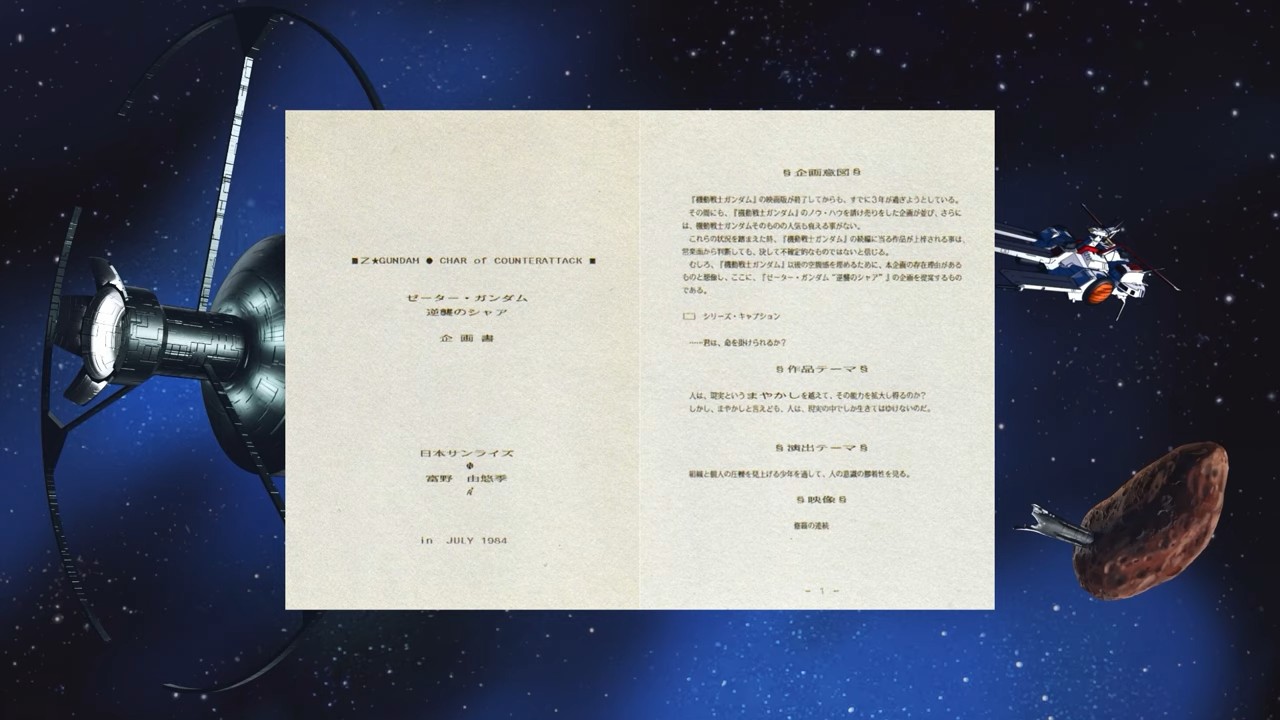 ■Z★GUNDAM ● CHAR of COUNTERATTACK ■
ゼーター・ガンダム
逆襲のシャア
企 画 書
日本サンライズ
富野 由悠季
in JULY 1984
§企画意図§
『機動戦士ガンダム』の映画版が終了してからも、すでに3年が過ぎようとしている。
その間にも、『機動戦士ガンダム』のノウ・ハウを請け売りをした企画が並び、さらに
は、機動戦士ガンダムそのものの人気も衰える事がない。
これらの状況を踏まえた時、『機動戦士ガンダム』の続編に当る作品が上梓される事は、
営業面から判断しても、決して不確定的なものではないと信じる。
むしろ、『機動戦士ガンダム』以後の空腹感を埋めるために、本企画の存在理由がある
ものと想像し、ここに、『ゼーター・ガンダム“逆襲のシャア”』の企画を提案するもの
である。
□ シリーズ・キャプション
……君は、命を掛けられるか?
§作品テーマ§
人は、現実というまやかしを越えて、その能力を拡大し得るのか?
しかし、まやかしと言えども、人は、現実の中でしか生きてはゆけないのだ。
§演出テーマ§
組織と個人の圧轢を見上げる少年を通して、人の意識の膠着性を見る。
§映像§
修羅の連続
- 1 -